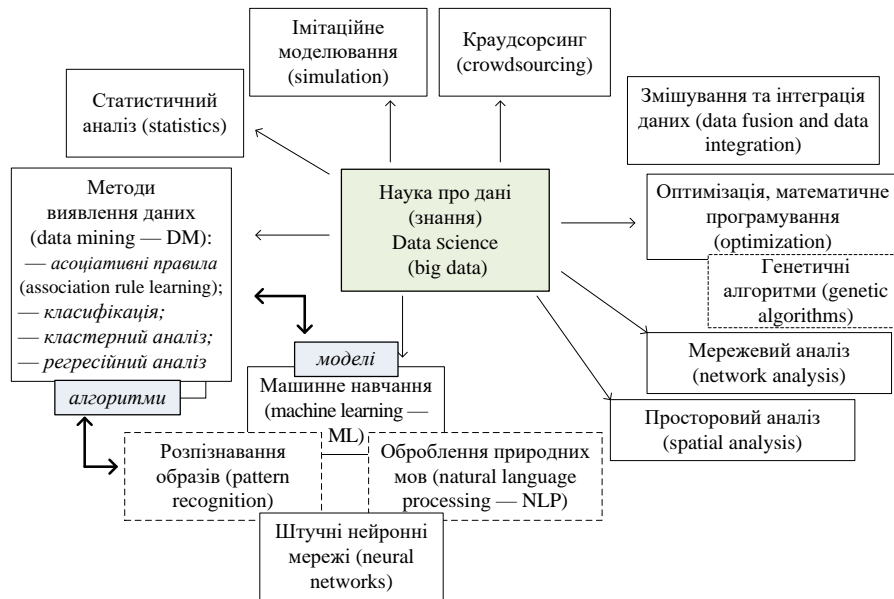 Імітаційне
моделювання
(simulation)
Краудсорсинг
(crowdsourcing)
Статистичний
аналіз (statistics)
Змішування та інтеграція
даних (data fusion and data
integration)
Методи
виявлення даних
(data mining — DM):
— асоціативні правила
(association rule learning);
— класифікація;
— кластерний аналіз;
— регресійний аналіз
алгоритми
Наука про дані
(знання)
Data Science
(big data)
Оптимізація, математичне
програмування
(optimization)
Генетичні
алгоритми (genetic
algorithms)
Мережевий аналіз
(network analysis)
Просторовий аналіз
(spatial analysis)
моделі
Машинне навчання
(machine learning —
ML)
Розпізнавання
образів (pattern
recognition)
Оброблення природних
мов (natural language
processing — NLP)
Штучні нейронні
мережі (neural
networks)